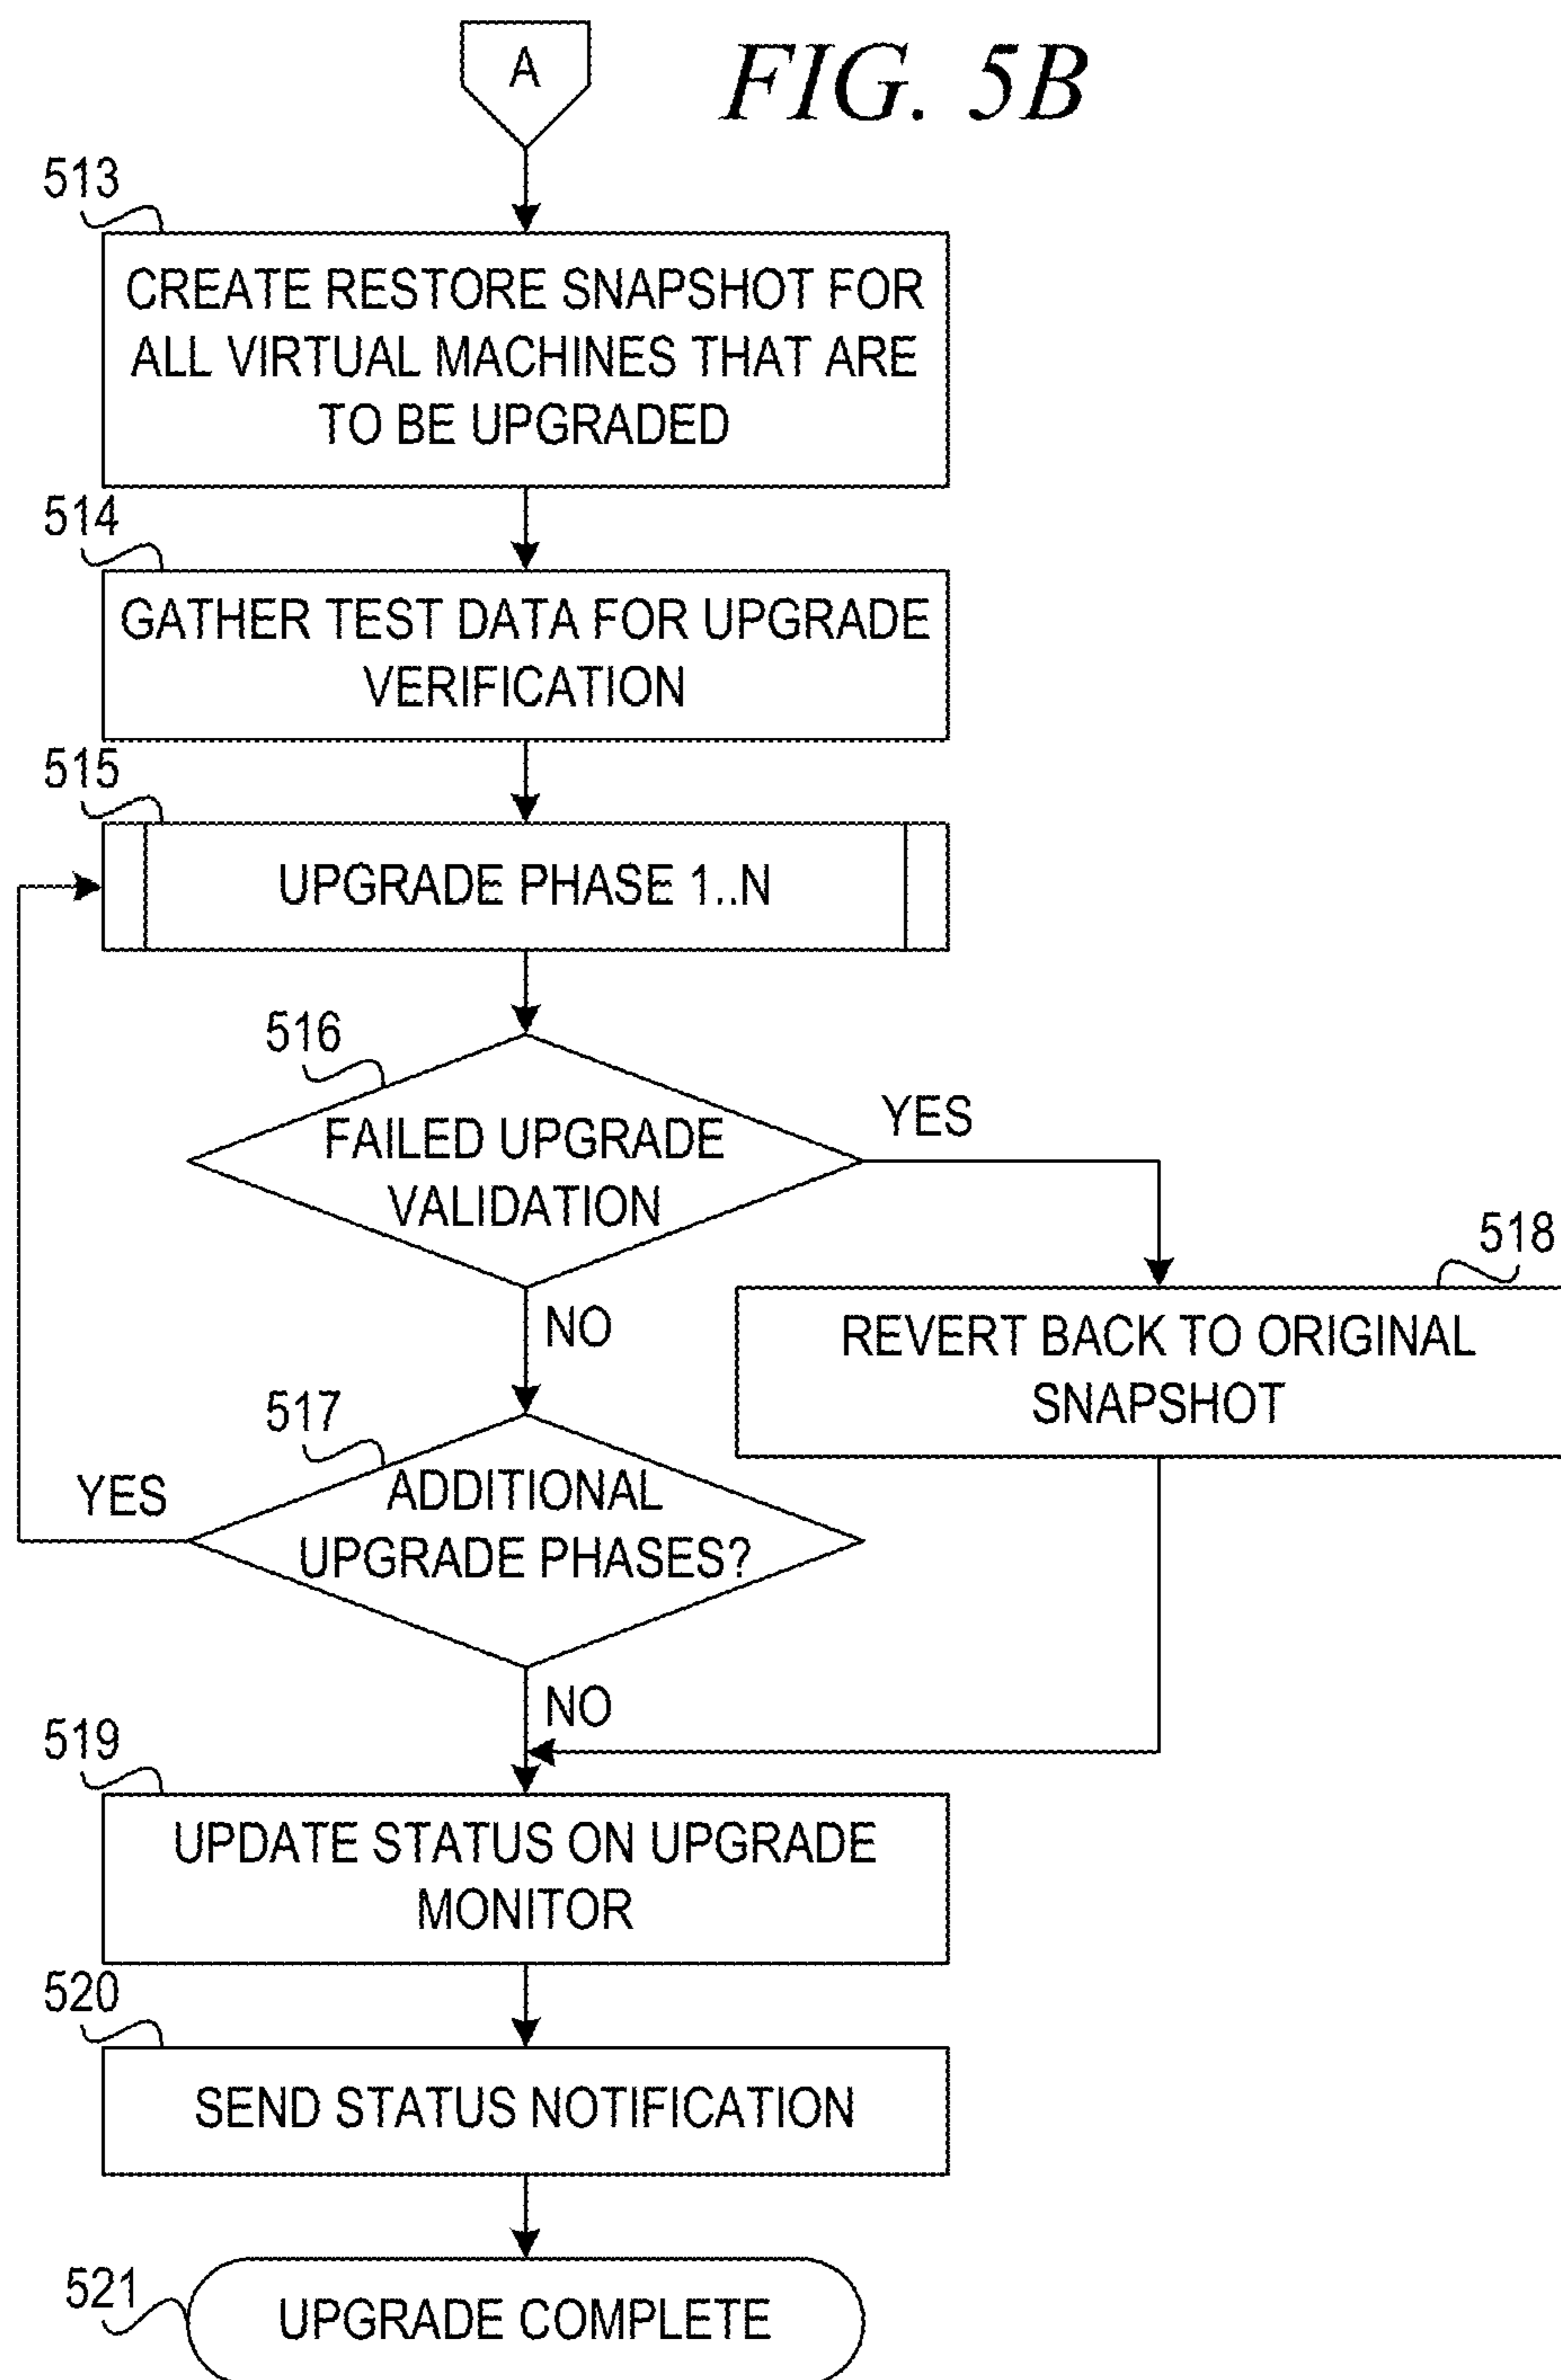 A
FIG. 5B
513
CREATE RESTORE SNAPSHOT FOR
ALL VIRTUAL MACHINES THAT ARE
TO BE UPGRADED
514
GATHER TEST DATA FOR UPGRADE
VERIFICATION
515
UPGRADE PHASE 1..N
516
FAILED UPGRADE
VALIDATION
YES
NO
518
REVERT BACK TO ORIGINAL
SNAPSHOT
517
ADDITIONAL
UPGRADE PHASES?
YES
NO
519
UPDATE STATUS ON UPGRADE
MONITOR
520
SEND STATUS NOTIFICATION
521
UPGRADE COMPLETE